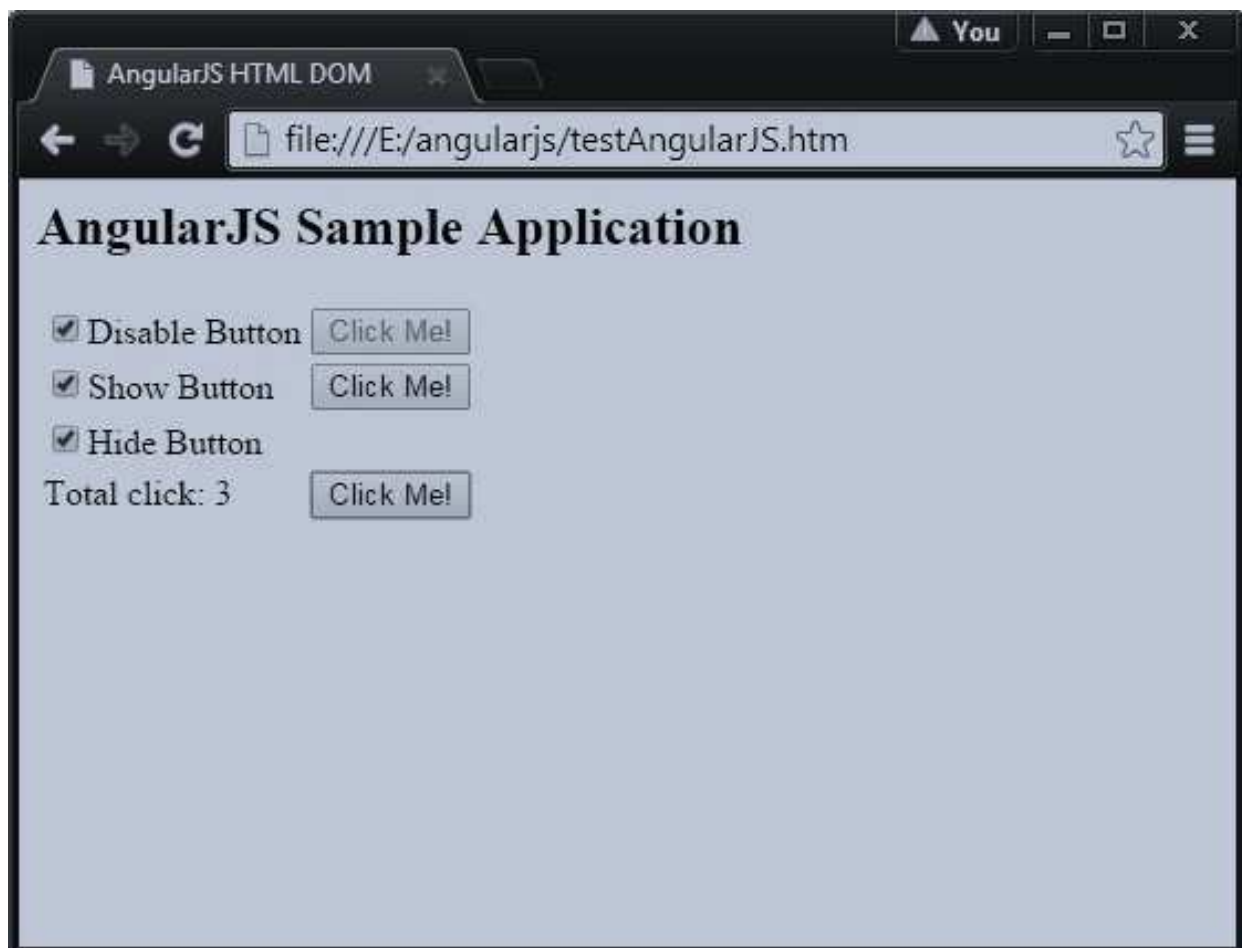 You
AngularJS HTML DOM
file:///E:/angularjs/testAngularJS.htm
AngularJS Sample Application
Disable Button Click Me!
Show Button Click Me!
Hide Button
Total click: 3 Click Me!